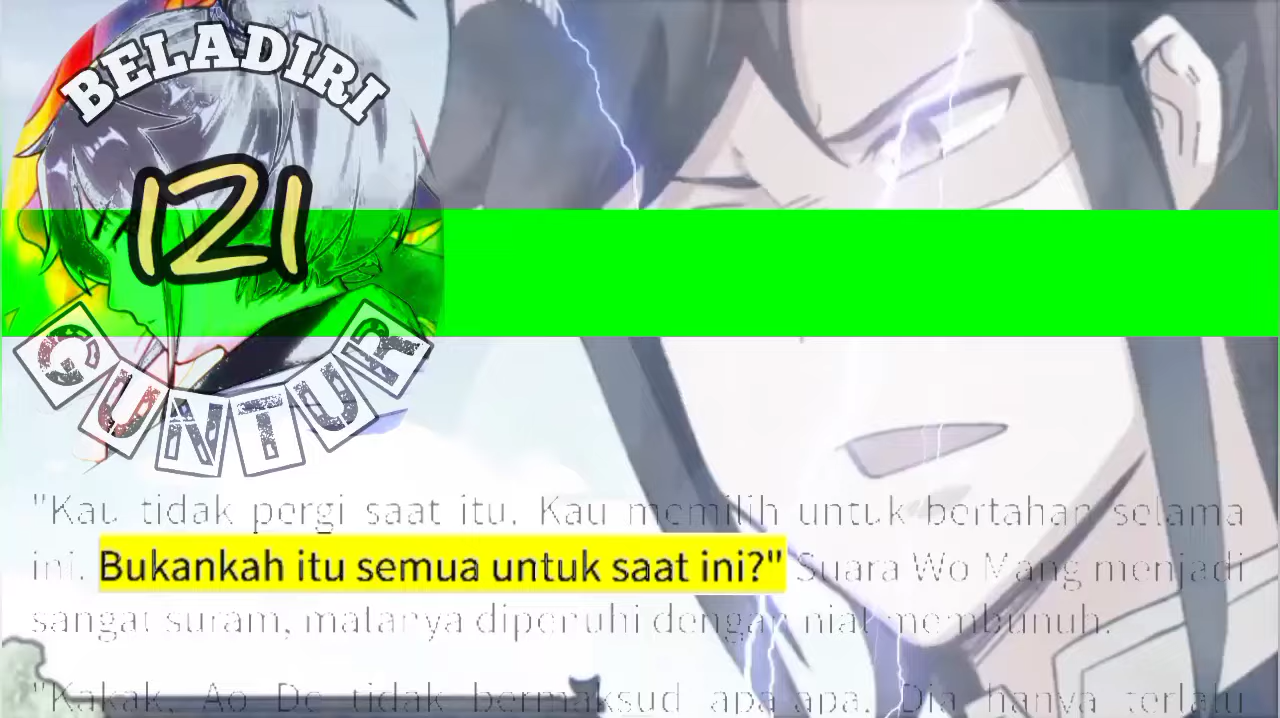 BELADIRI
121
GUNTUR
"Kau tidak pergi saat itu. Kau memilih untuk bertahan selama
ini. Bukankah itu semua untuk saat ini?" Suara Wo Mang menjadi
sangat suram, matanya dipenuhi dengan niat membunuh.
"Kakak, Ao De tidak bermaksud apa-apa. Dia hanya terlalu